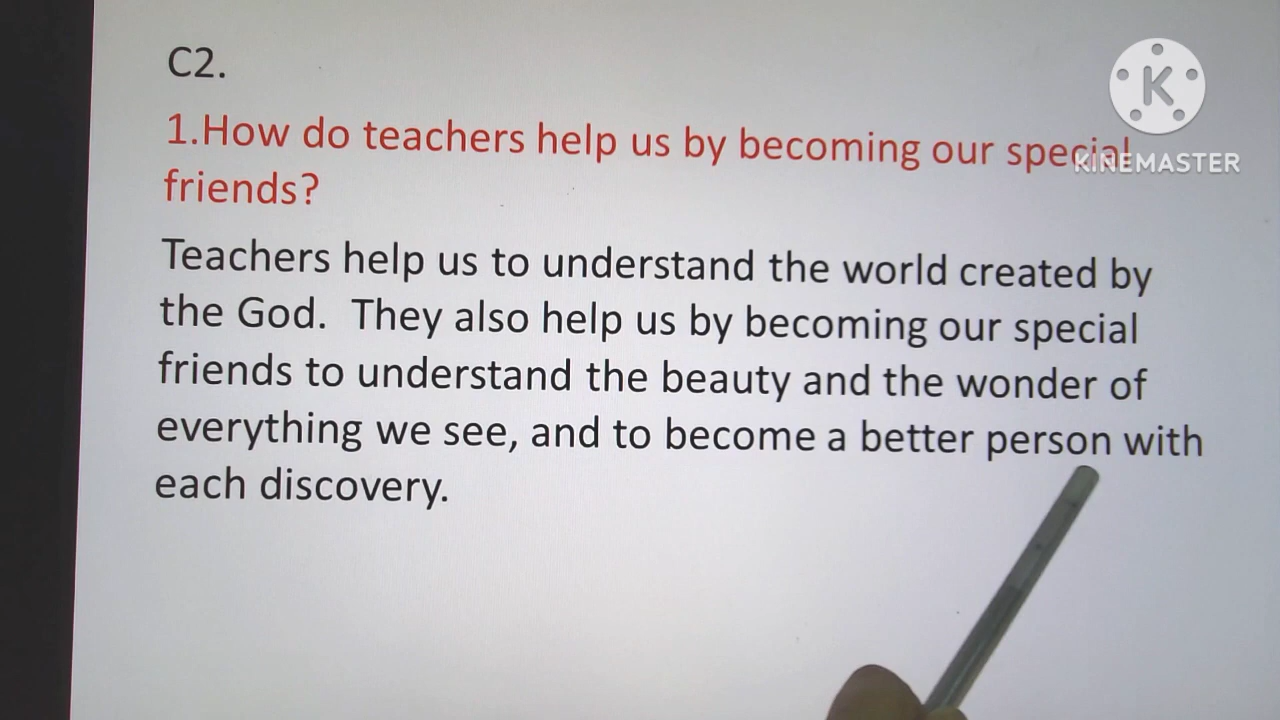 C2.
1.How do teachers help us by becoming our special
friends?
Teachers help us to understand the world created by
the God.  They also help us by becoming our special
friends to understand the beauty and the wonder of
everything we see, and to become a better person with
each discovery.
K
KINEMASTER